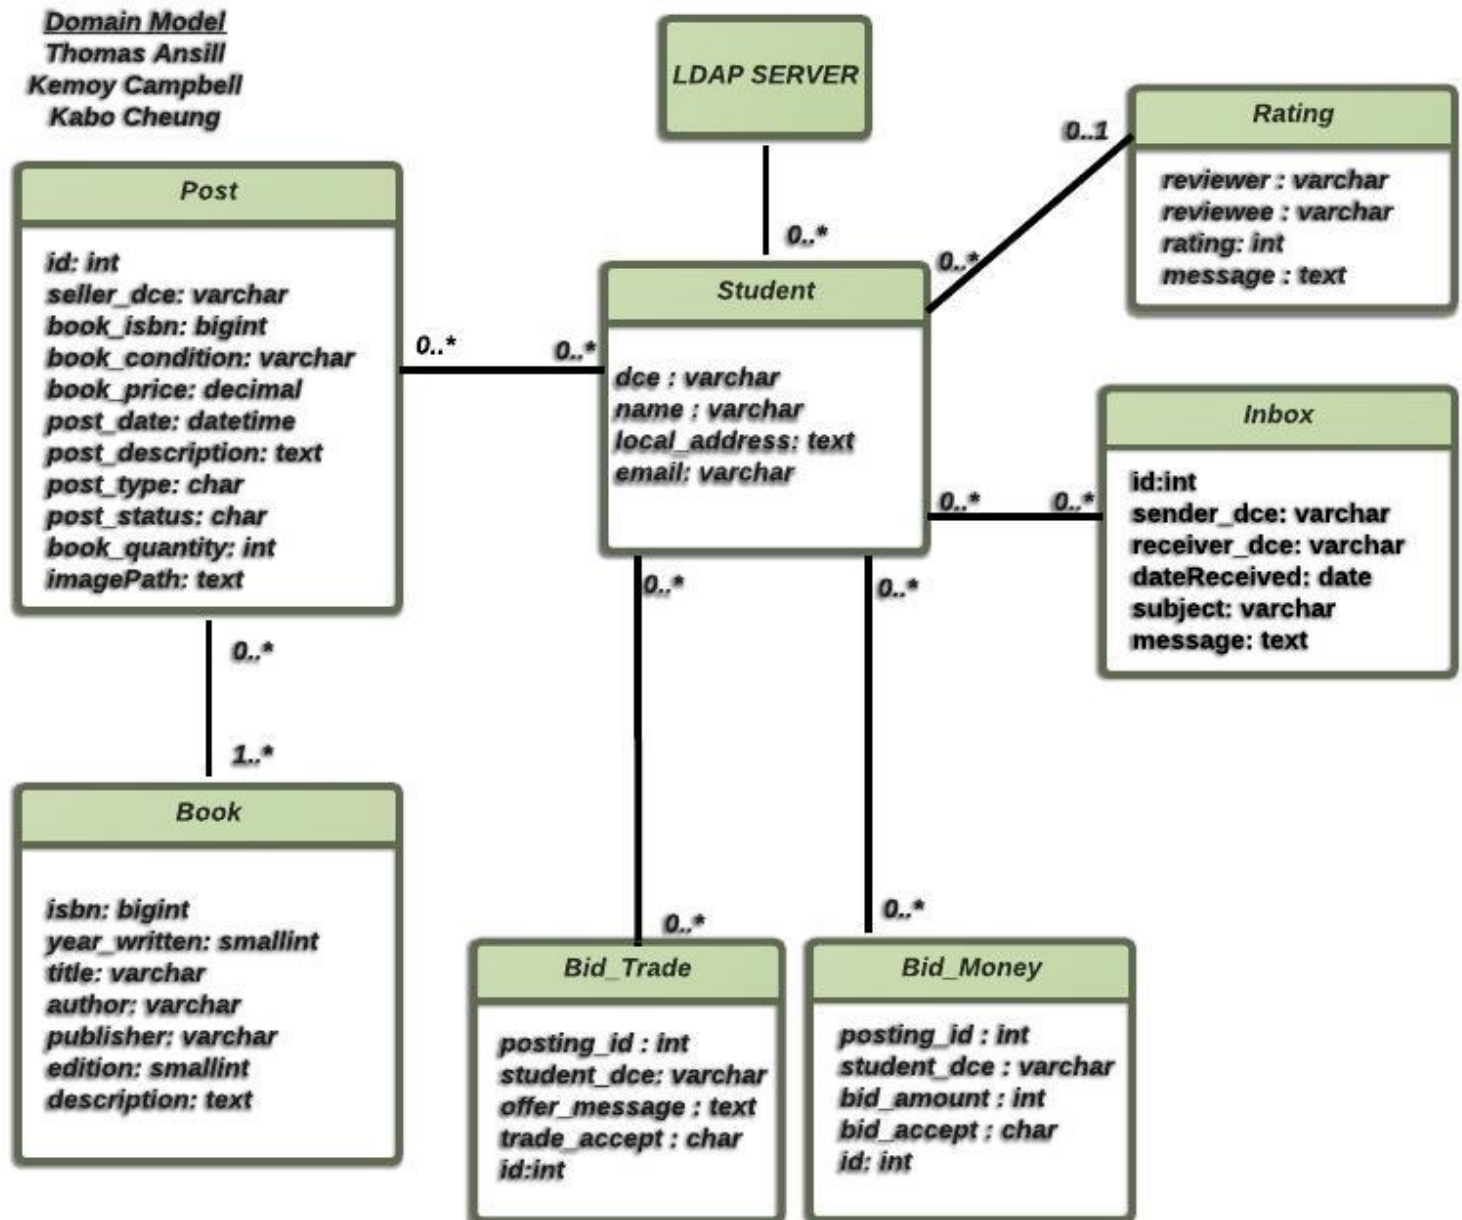 Domain Model
Thomas Ansill
Kemoy Campbell
Kabo Cheung
LDAP SERVER
0..*
Rating
reviewer : varchar
reviewee : varchar
rating: int
message : text
0..1
0..*
Post
id: int
seller_dce: varchar
book_isbn: bigint
book_condition: varchar
book_price: decimal
post_date: datetime
post_description: text
post_type: char
post_status: char
book_quantity: int
imagePath: text
0..*
0..*
Student
dce : varchar
name : varchar
local_address: text
email: varchar
0..*
0..*
Inbox
id:int
sender_dce: varchar
receiver_dce: varchar
dateReceived: date
subject: varchar
message: text
0..*
1..*
Book
isbn: bigint
year_written: smallint
title: varchar
author: varchar
publisher: varchar
edition: smallint
description: text
0..*
0..*
0..*
0..*
Bid_Trade
posting_id : int
student_dce: varchar
offer_message : text
trade_accept : char
id:int
Bid_Money
posting_id : int
student_dce : varchar
bid_amount : int
bid_accept : char
id: int